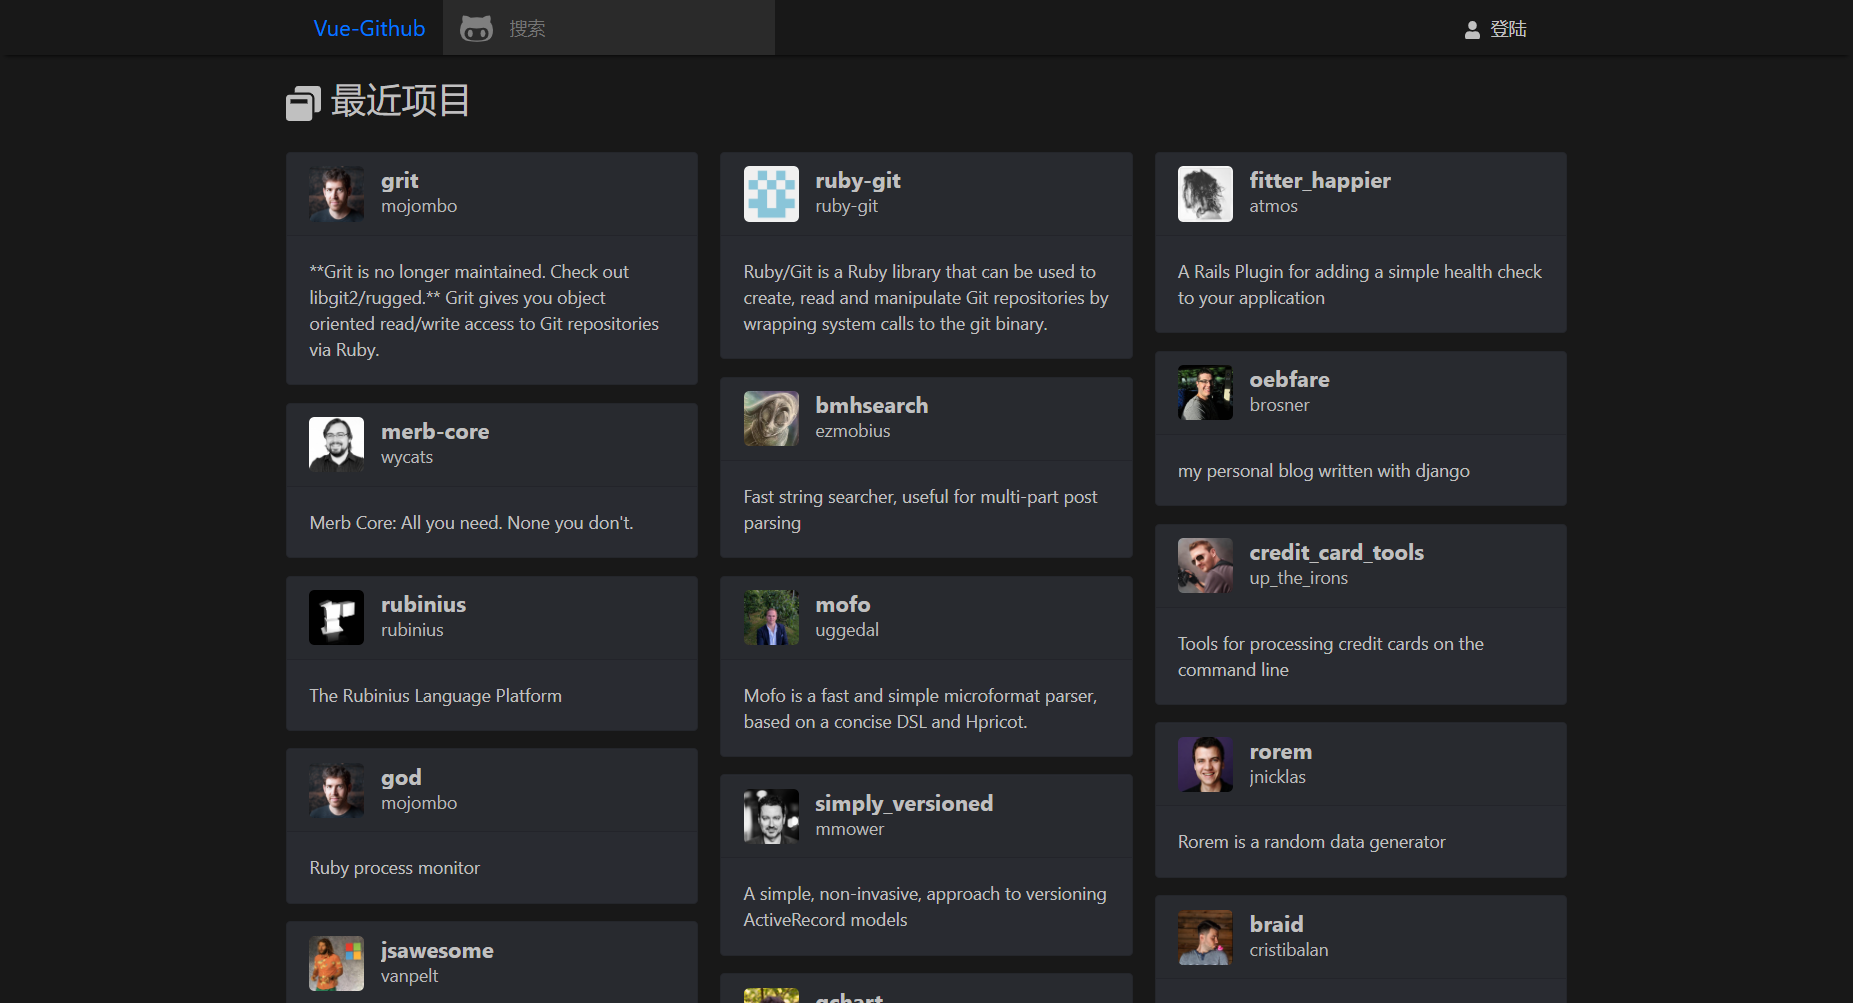 Vue-Github
搜索
登陆
最近项目
grit
mojombo
**Grit is no longer maintained. Check out
libgit2/rugged.** Grit gives you object
oriented read/write access to Git repositories
via Ruby.
merb-core
wycats
Merb Core: All you need. None you don't.
rubinius
rubinius
The Rubinius Language Platform
god
mojombo
Ruby process monitor
jsawesome
vanpelt
ruby-git
ruby-git
Ruby/Git is a Ruby library that can be used to
create, read and manipulate Git repositories by
wrapping system calls to the git binary.
bmhsearch
ezmobius
Fast string searcher, useful for multi-part post
parsing
mofo
uggedal
Mofo is a fast and simple microformat parser,
based on a concise DSL and Hpricot.
simply_versioned
mmower
A simple, non-invasive, approach to versioning
ActiveRecord models
gchart
fitter_happier
atmos
A Rails Plugin for adding a simple health check
to your application
oebfare
brosner
my personal blog written with django
credit_card_tools
up_the_irons
Tools for processing credit cards on the
command line
rorem
jnicklas
Rorem is a random data generator
braid
cristibalan